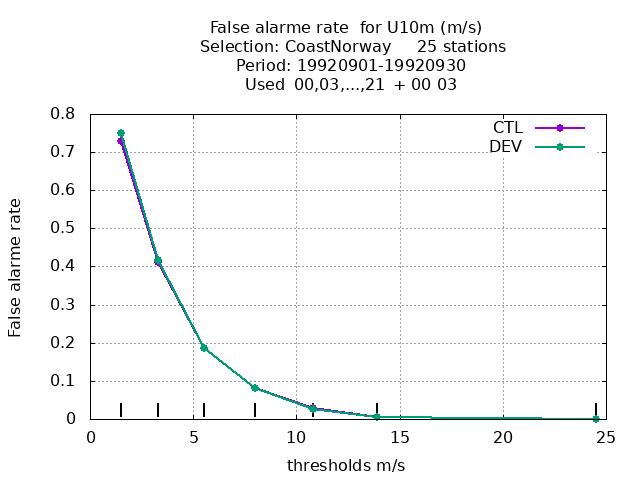 False alarme rate  for U10m (m/s)
Selection: CoastNorway     25 stations
Period: 19920901-19920930
Used  00,03,...,21  + 00 03
CTL
DEV
False alarme rate
0.8
0.7
0.6
0.5
0.4
0.3
0.2
0.1
0
0 5 10 15 20 25
thresholds m/s